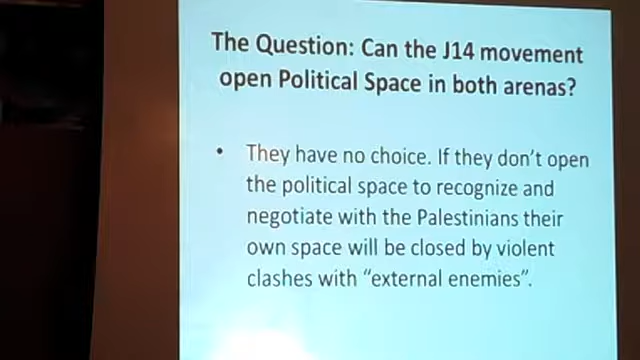 The Question: Can the J14 movement
open Political Space in both arenas?
• They have no choice. If they don't open
the political space to recognize and
negotiate with the Palestinians their
own space will be closed by violent
clashes with "external enemies".